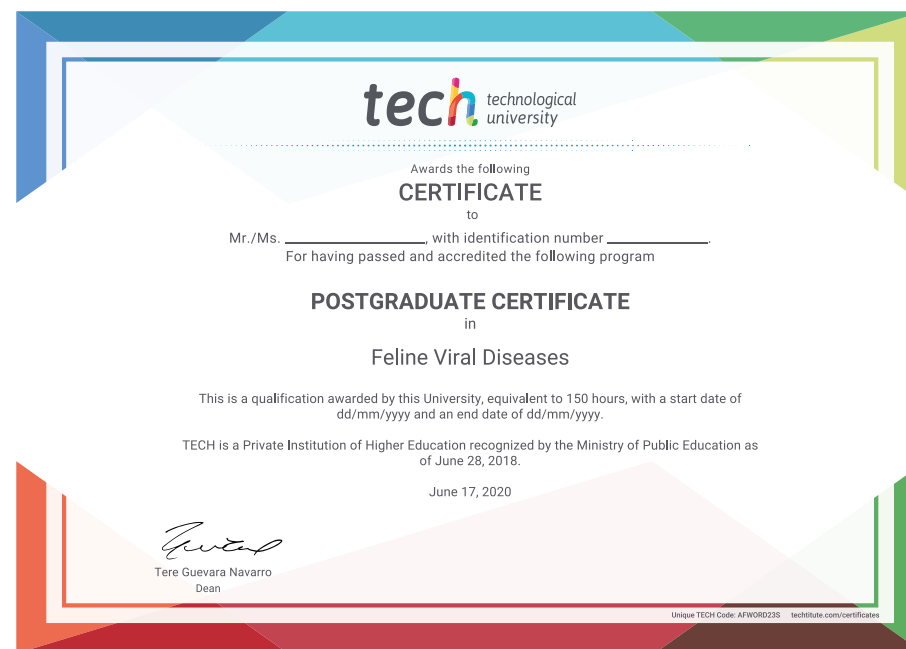 tech technological
university
Awards the following
CERTIFICATE
to
Mr./Ms. ____________________, with identification number ______________.
For having passed and accredited the following program
POSTGRADUATE CERTIFICATE
in
Feline Viral Diseases
This is a qualification awarded by this University, equivalent to 150 hours, with a start date of
dd/mm/yyyy and an end date of dd/mm/yyyy.
TECH is a Private Institution of Higher Education recognized by the Ministry of Public Education as
of June 28, 2018.
June 17, 2020
Tere Guevara Navarro
Dean
Unique TECH Code: AFWORD23S techtitute.com/certificates